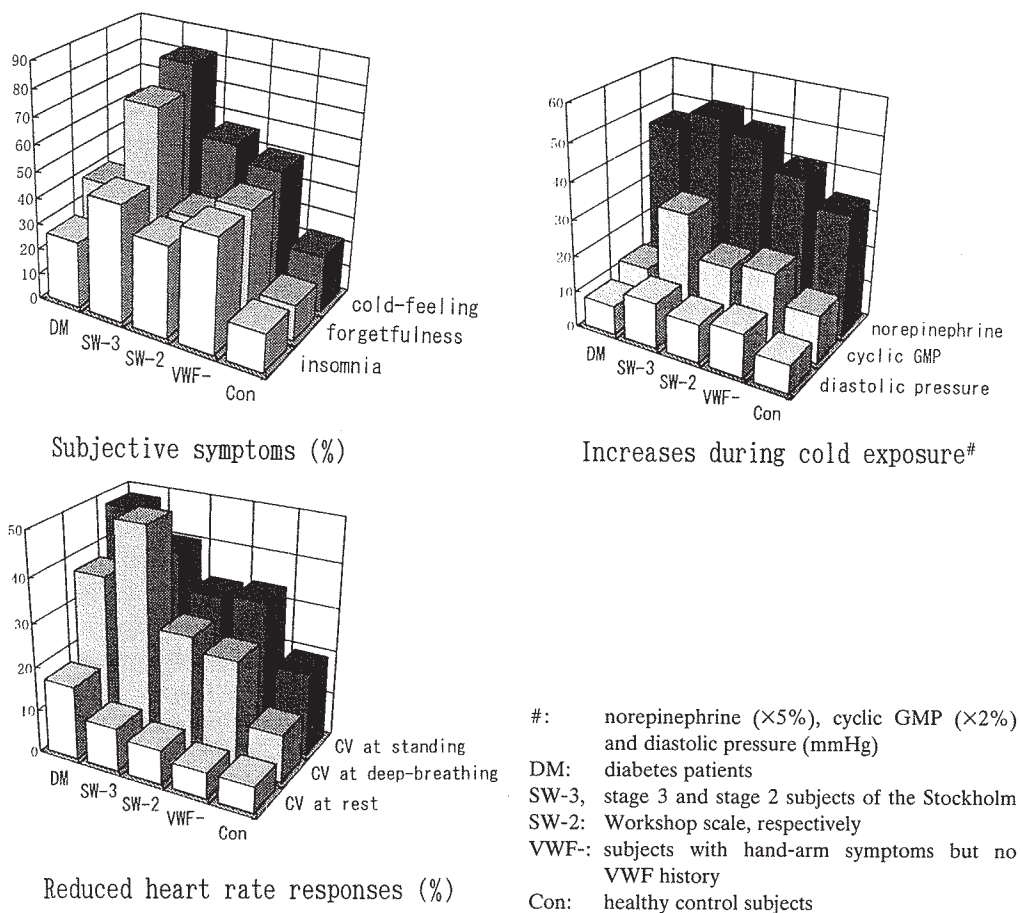 90
80
70
60
50
40
30
20
10
0
DM
SW-3
SW-2
VWF-
Con
cold-feeling
forgetfulness
insomnia
Subjective symptoms (%)
60
50
40
30
20
10
0
DM
SW-3
SW-2
VWF-
Con
norepinephrine
cyclic GMP
diastolic pressure
Increases during cold exposure#
50
40
30
20
10
0
DM
SW-3
SW-2
VWF-
Con
CV at standing
CV at deep-breathing
CV at rest
Reduced heart rate responses (%)
#: norepinephrine (×5%), cyclic GMP (×2%)
and diastolic pressure (mmHg)
DM: diabetes patients
SW-3, stage 3 and stage 2 subjects of the Stockholm
SW-2: Workshop scale, respectively
VWF-: subjects with hand-arm symptoms but no
VWF history
Con: healthy control subjects